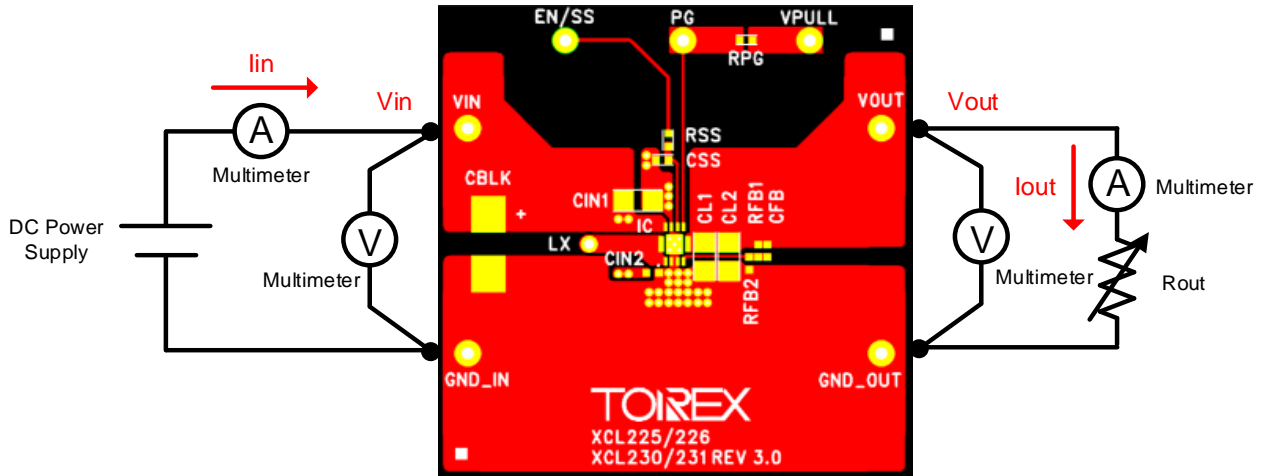 EN/SS
PG
VPULL
RPG
Iin
Vin
A
Multimeter
VIN
VOUT
Vout
RSS
CSS
CBLK
+
CIN1
CL1
CL2
RFB1
CFB
IC
LX
CIN2
RFB2
DC Power
Supply
V
Multimeter
Iout
A
Multimeter
V
Multimeter
Rout
GND_IN
GND_OUT
TOREX
XCL225/226
XCL230/231 REV 3.0